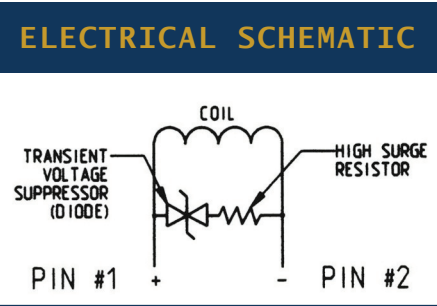 ELECTRICAL SCHEMATIC
COIL
TRANSIENT
VOLTAGE
SUPPRESSOR
(DIODE)
HIGH SURGE
RESISTOR
PIN #1 + - PIN #2